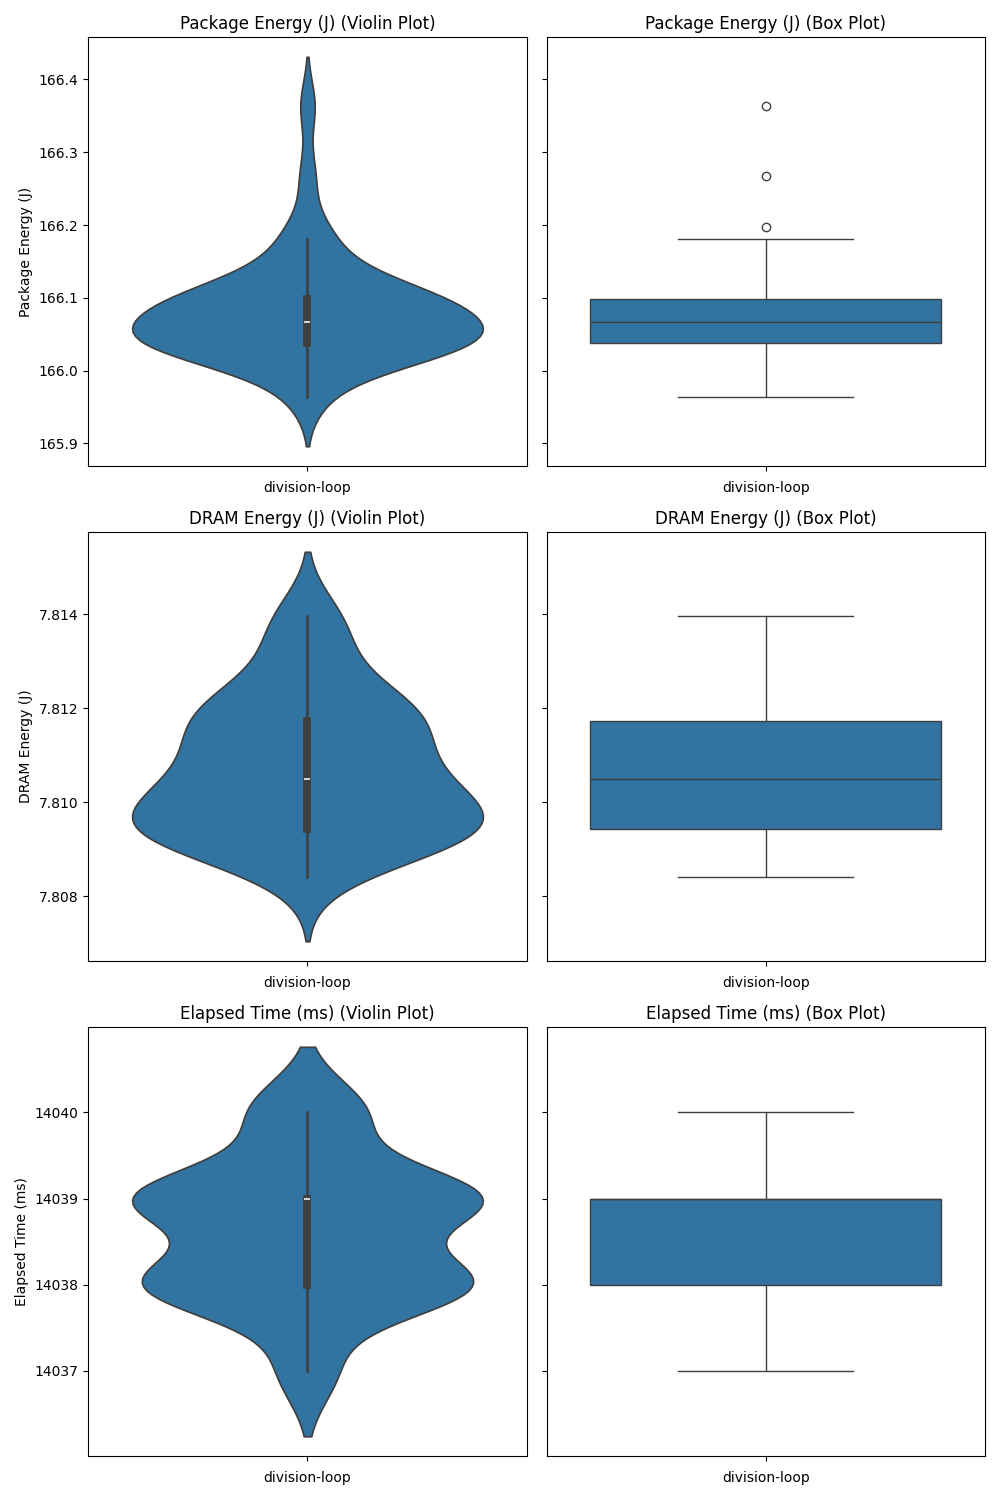 Package Energy (J) (Violin Plot)
Package Energy (J) (Box Plot)
Package Energy (J)
166.4
166.3
166.2
166.1
166.0
165.9
division-loop
division-loop
DRAM Energy (J) (Violin Plot)
DRAM Energy (J) (Box Plot)
DRAM Energy (J)
7.814
7.812
7.810
7.808
division-loop
division-loop
Elapsed Time (ms) (Violin Plot)
Elapsed Time (ms) (Box Plot)
Elapsed Time (ms)
14040
14039
14038
14037
division-loop
division-loop